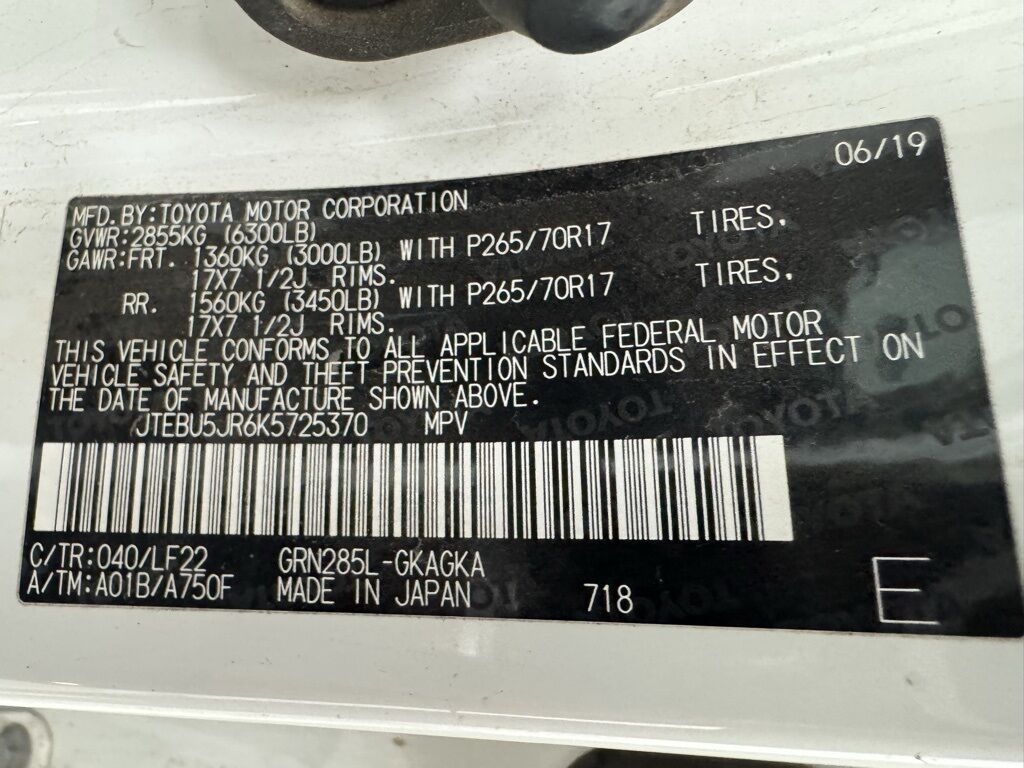 06/19
MFD.BY:TOYOTA MOTOR CORPORATION
GVWR:2855KG (6300LB)
GAWR:FRT. 1360KG (3000LB) WITH P265/70R17 TIRES,
17X7 1/2J RIMS.
RR. 1560KG (3450LB) WITH P265/70R17 TIRES,
17X7 1/2J RIMS.
THIS VEHICLE CONFORMS TO ALL APPLICABLE FEDERAL MOTOR
VEHICLE SAFETY AND THEFT PREVENTION STANDARDS IN EFFECT ON
THE DATE OF MANUFACTURE SHOWN ABOVE.
JTEBU5JR6K5725370 MPV
C/TR:040/LF22 GRN285L-GKAGKA
A/TM:A01B/A750F MADE IN JAPAN 718 E